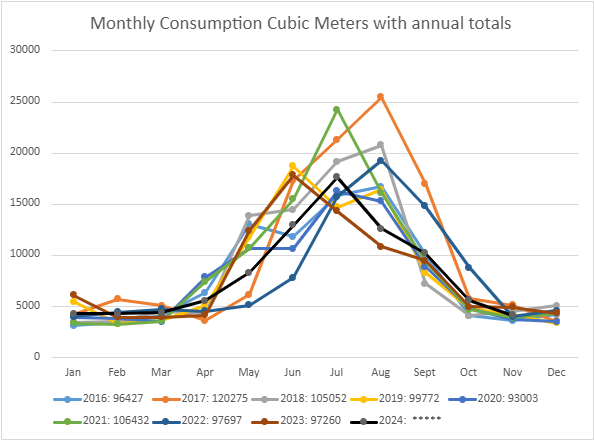 Monthly Consumption Cubic Meters with annual totals
30000
25000
20000
15000
10000
5000
0
Jan Feb Mar Apr May Jun Jul Aug Sept Oct Nov Dec
2016: 96427 2017: 120275 2018: 105052 2019: 99772 2020: 93003
2021: 106432 2022: 97697 2023: 97260 2024: *****